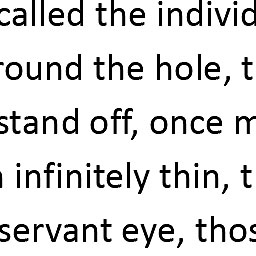 called the individ
round the hole, t
stand off, once m
infinitely thin, t
servant eye, thos